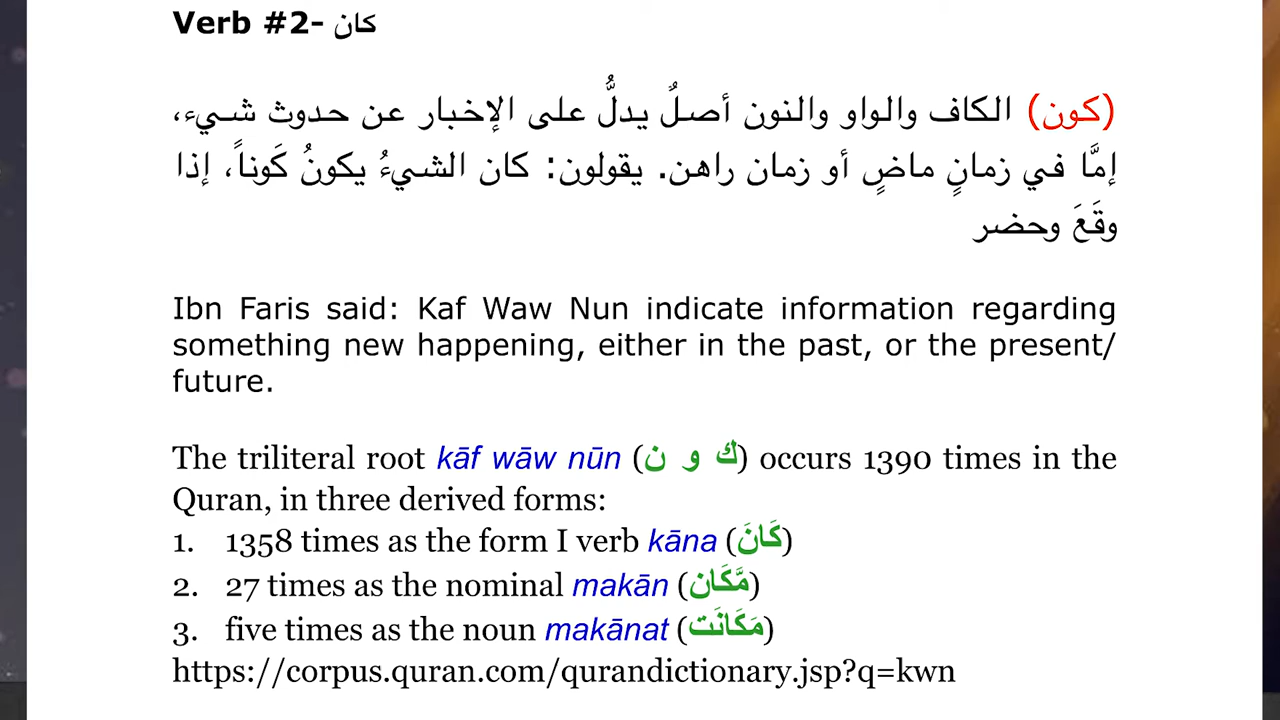 Verb #2- كان
(كون) الكاف والواو والنون أصلٌ يدلُّ على الإخبار عن حدوث شيء،
إمَّا في زمانٍ ماضٍ أو زمان راهن. يقولون: كان الشيءُ يكونُ كَوناً، إذا
وقَعَ وحضر
Ibn Faris said: Kaf Waw Nun indicate information regarding
something new happening, either in the past, or the present/
future.
The triliteral root kāf wāw nūn (ك و ن) occurs 1390 times in the
Quran, in three derived forms:
1. 1358 times as the form I verb kāna (كَانَ)
2. 27 times as the nominal makān (مَّكَان)
3. five times as the noun makānat (مَكَانَت)
https://corpus.quran.com/qurandictionary.jsp?q=kwn